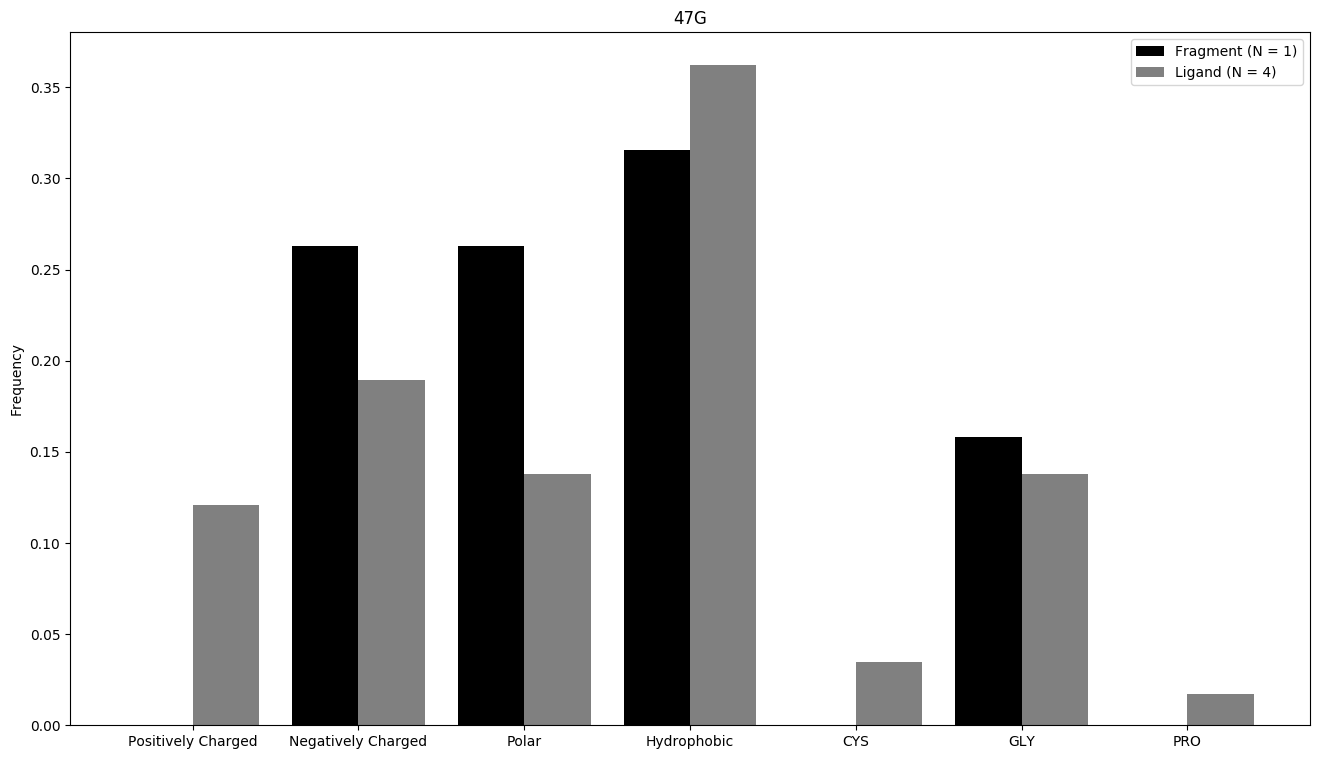 47G
Fragment (N = 1)
Ligand (N = 4)
Frequency
0.35
0.30
0.25
0.20
0.15
0.10
0.05
0.00
Positively Charged
Negatively Charged
Polar
Hydrophobic
CYS
GLY
PRO